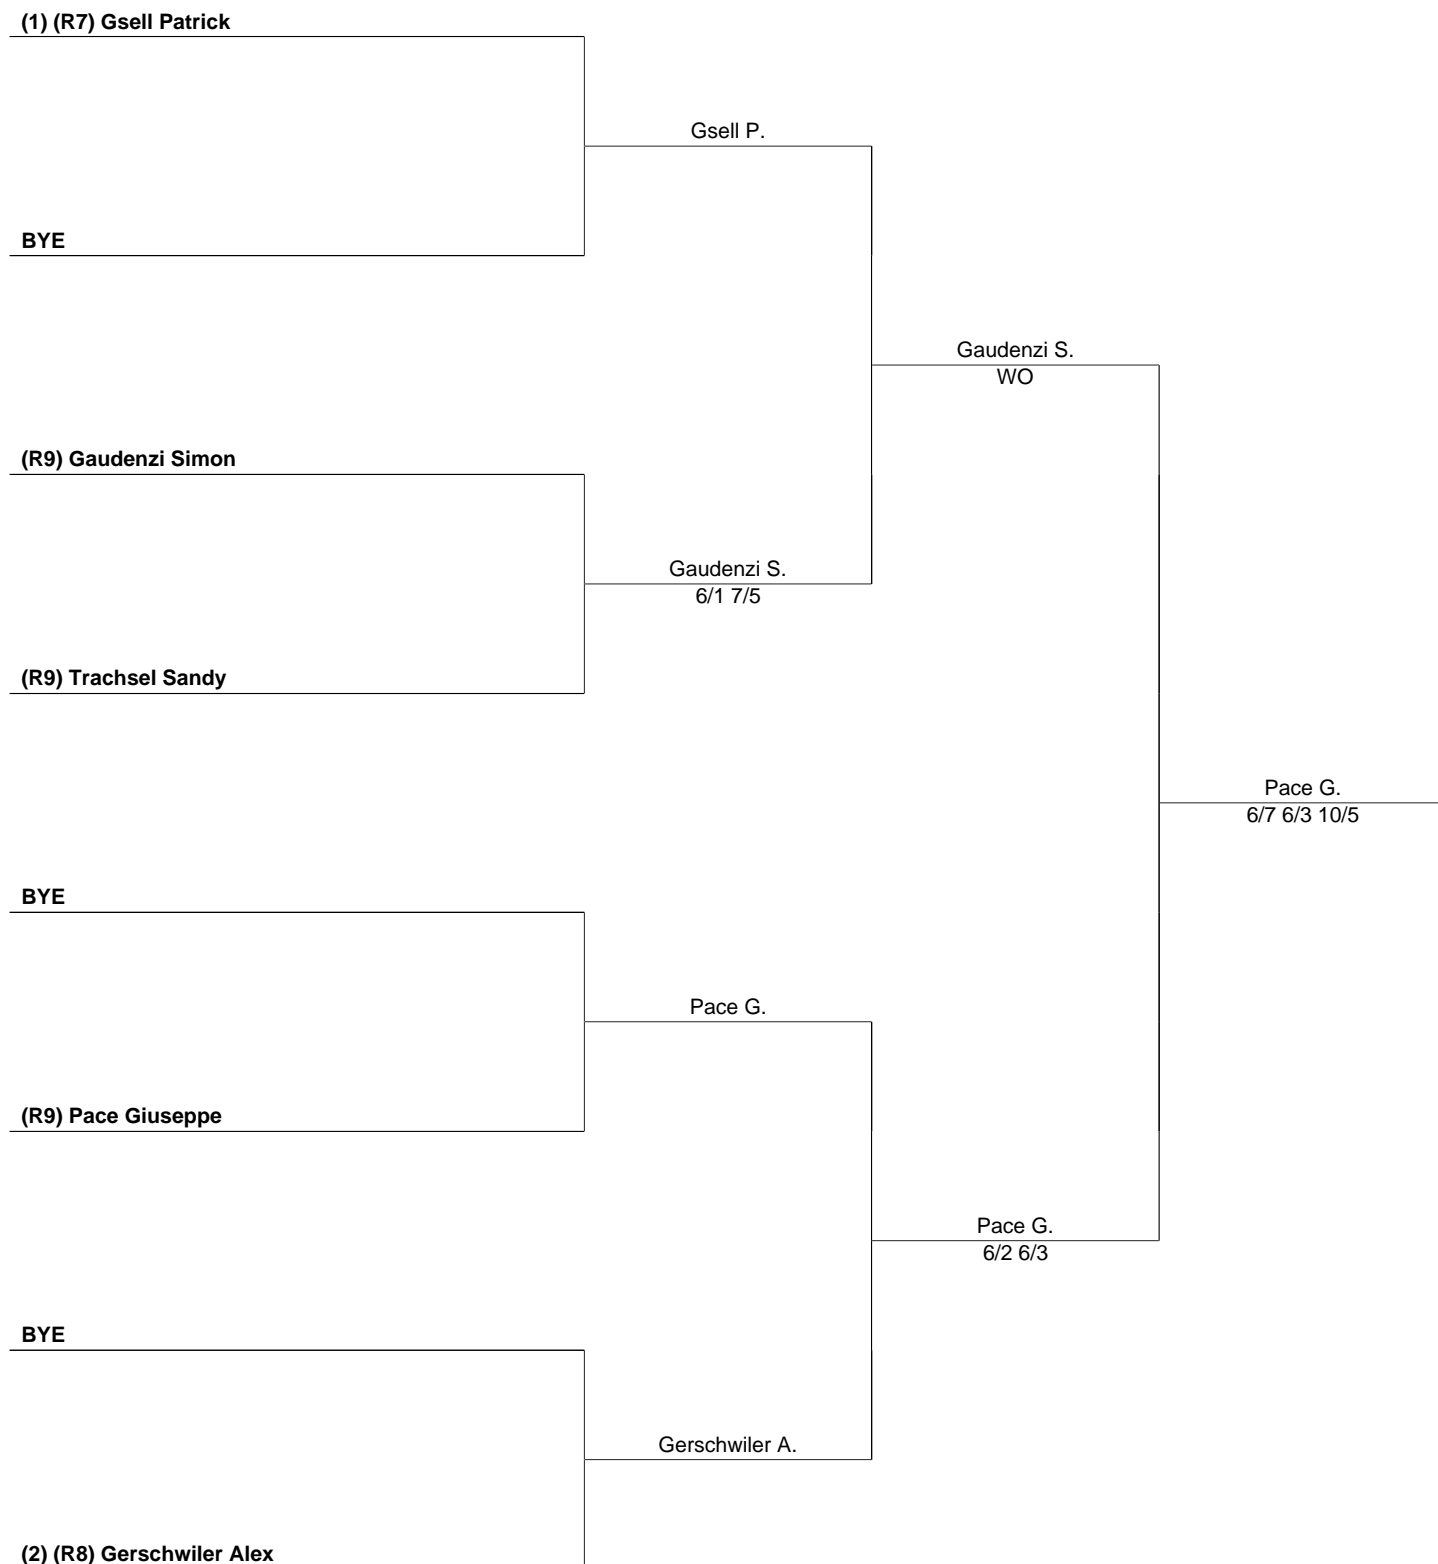 (1) (R7) Gsell Patrick
Gsell P.
BYE
Gaudenzi S.
WO
(R9) Gaudenzi Simon
Gaudenzi S.
6/1 7/5
(R9) Trachsel Sandy
Pace G.
6/7 6/3 10/5
BYE
Pace G.
(R9) Pace Giuseppe
Pace G.
6/2 6/3
BYE
Gerschwiler A.
(2) (R8) Gerschwiler Alex